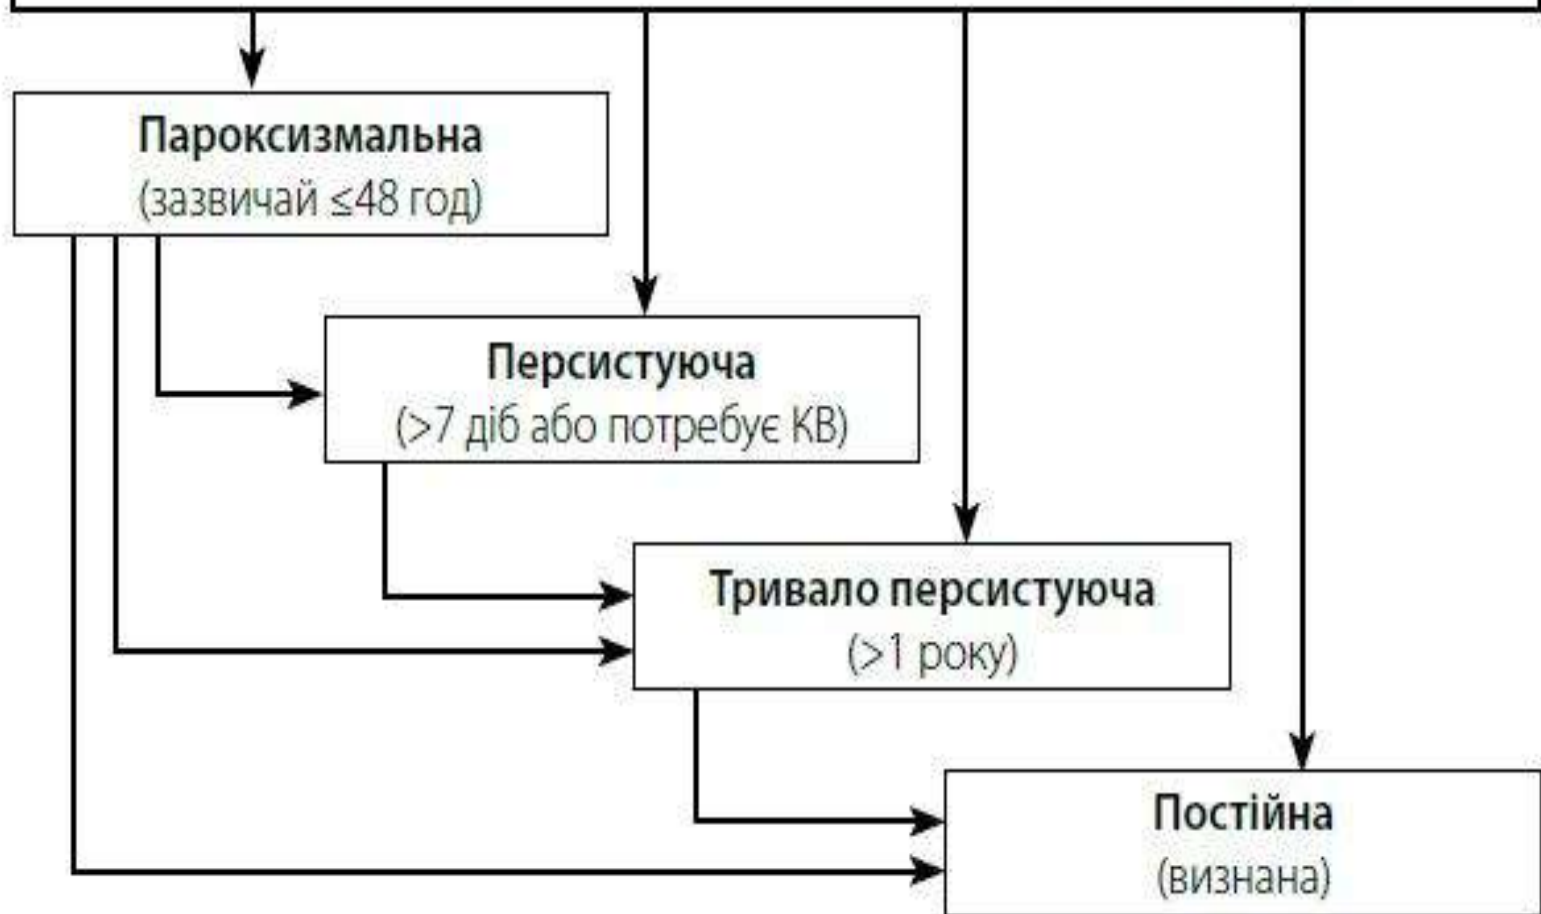 Пароксизмальна
(зазвичай ≤48 год)
Персистуюча
(>7 діб або потребує КВ)
Тривало персистуюча
(>1 року)
Постійна
(визнана)